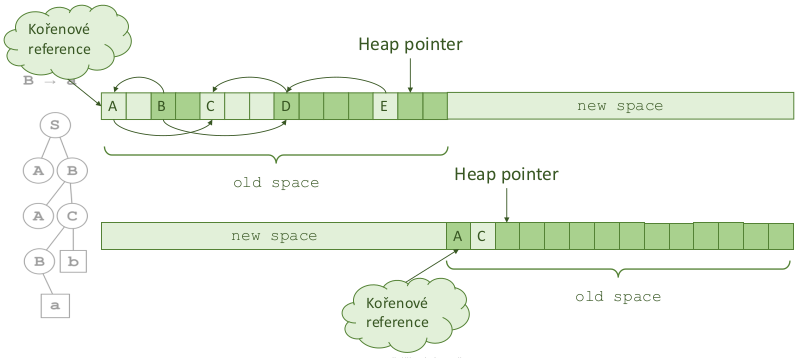 Kořenové
reference
B → a
Heap pointer
A B C D E
new space
old space
S
A B
A C
B b
a
Heap pointer
new space
A C
old space
Kořenové
reference